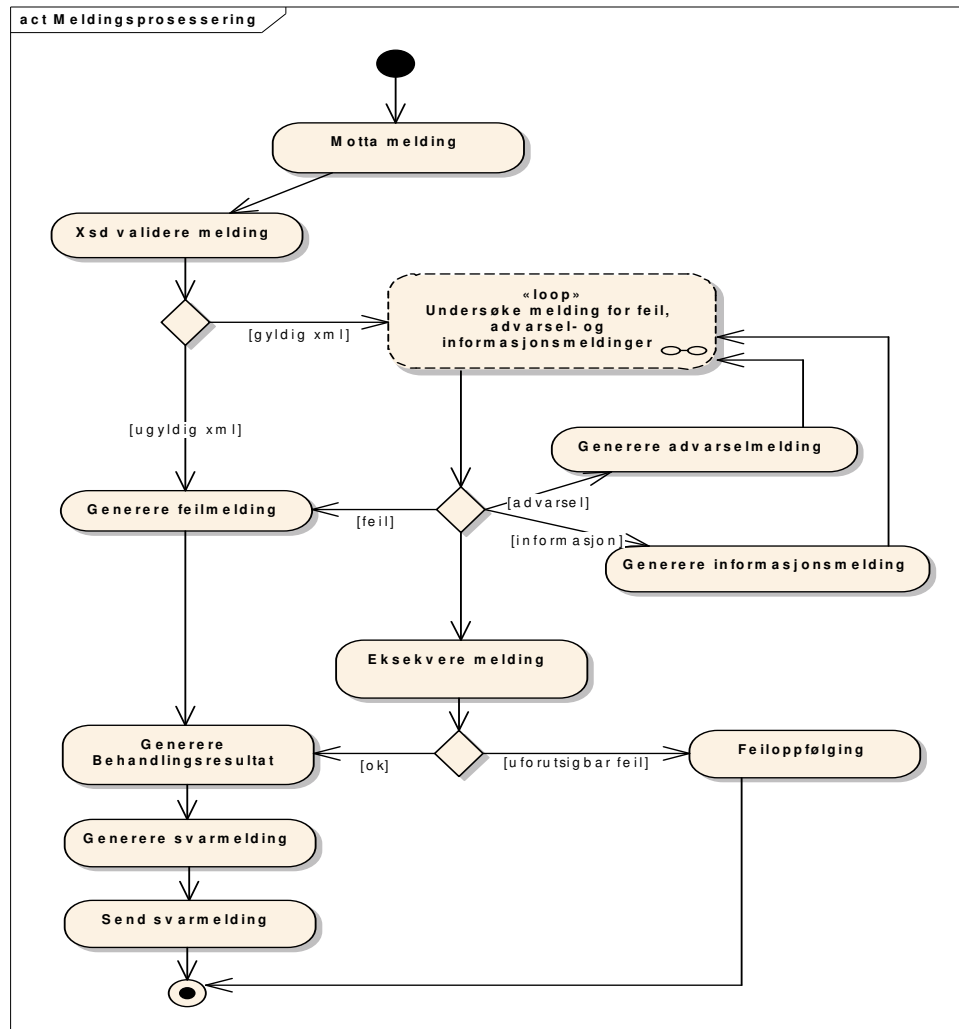 act Meldingsprosessering
Motta melding
Xsd validere melding
«loop»
Undersøke melding for feil,
advarsel- og
informasjonsmeldinger
[gyldig xml]
[ugyldig xml]
Generere advarselmelding
[advarsel]
Generere feilmelding
[feil]
[informasjon]
Generere informasjonsmelding
Eksekvere melding
Generere
Behandlingsresultat
[ok]
[uforutsigbar feil]
Feiloppfølging
Generere svarmelding
Send svarmelding